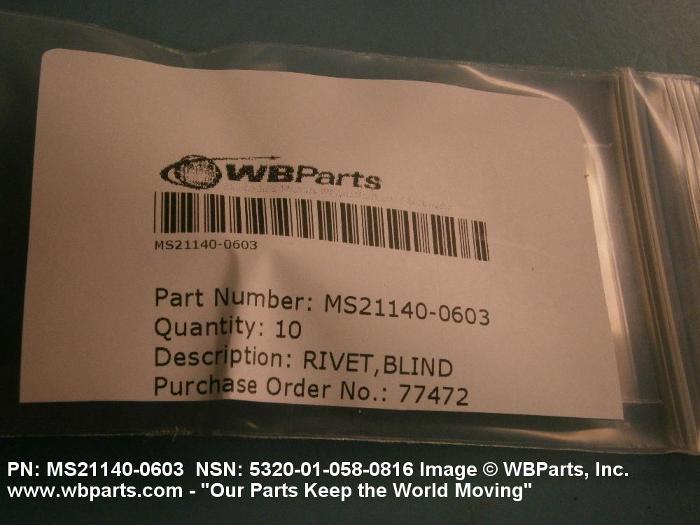 WBParts
MS21140-0603
Part Number: MS21140-0603
Quantity: 10
Description: RIVET,BLIND
Purchase Order No.: 77472
PN: MS21140-0603 NSN: 5320-01-058-0816 Image © WBParts, Inc.
www.wbparts.com - "Our Parts Keep the World Moving"